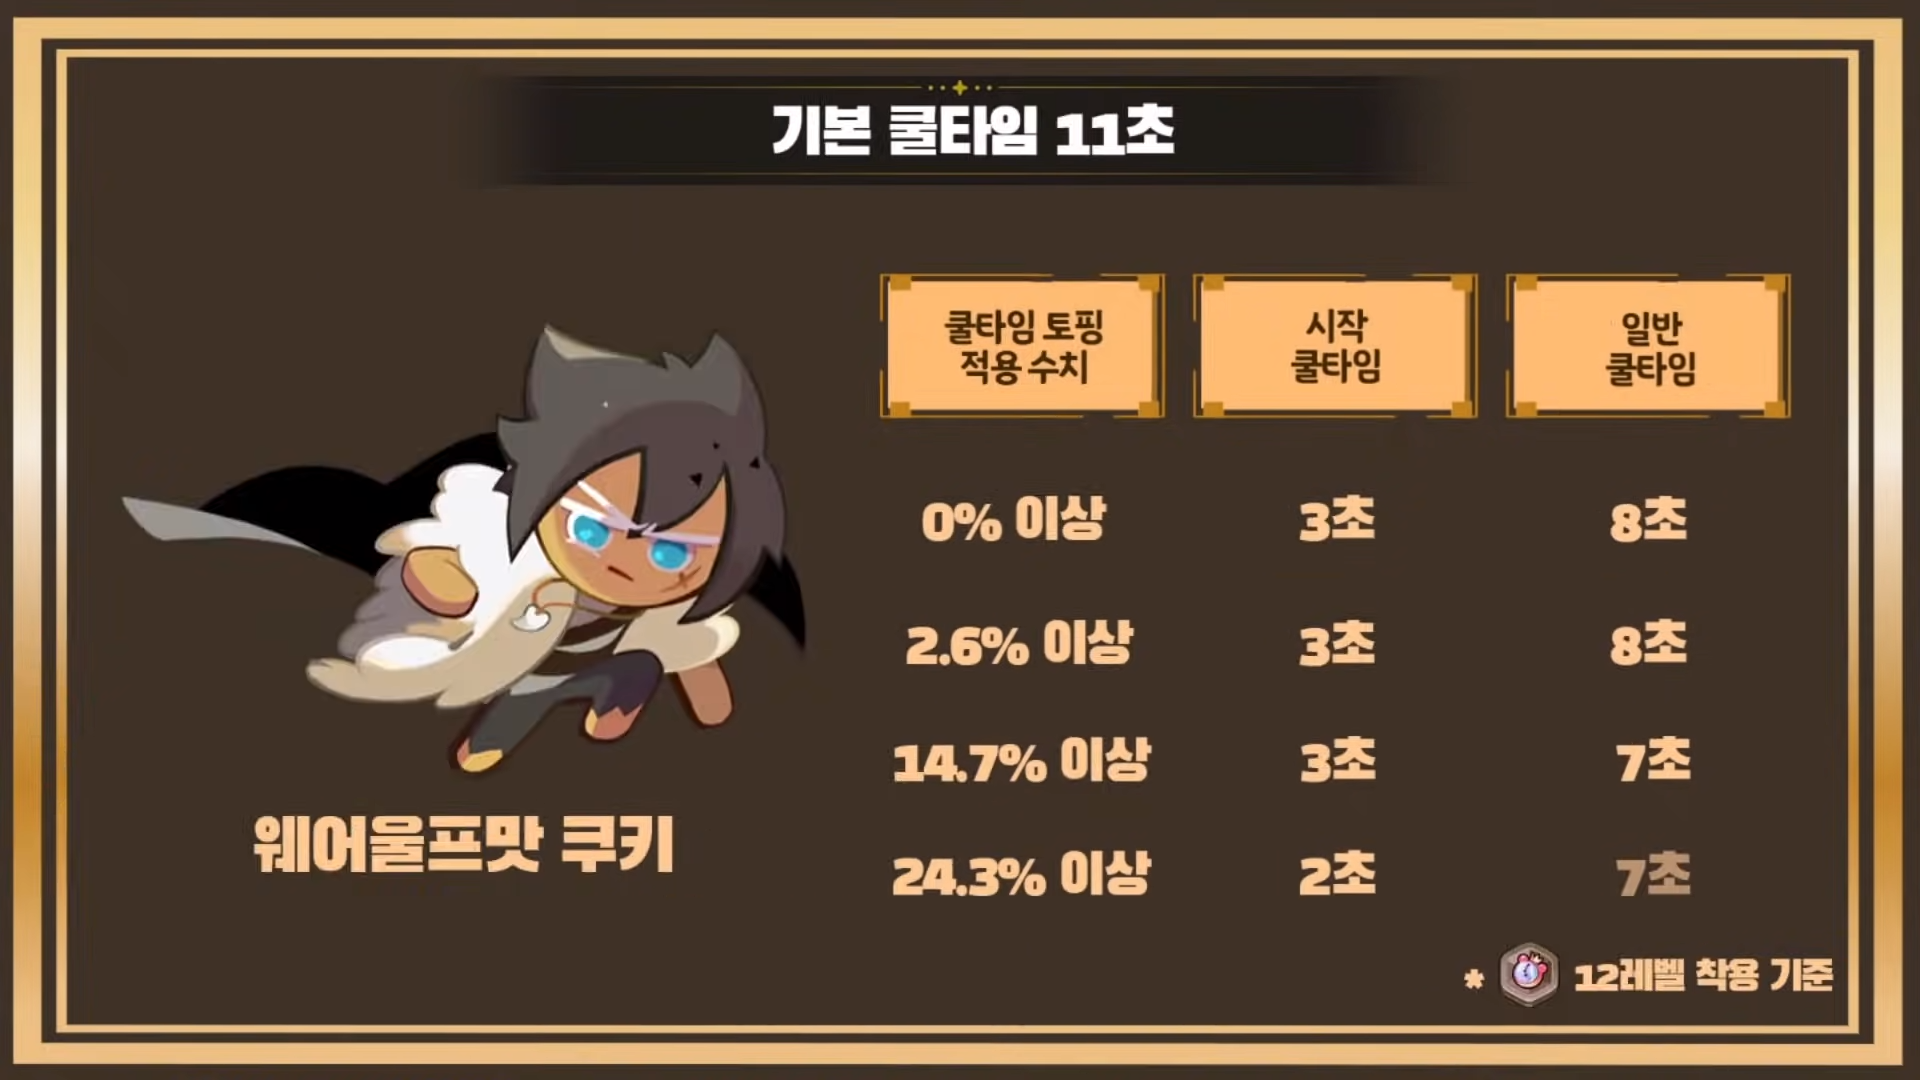 기본 쿨타임 11초
쿨타임 토핑
적용 수치
시작
쿨타임
일반
쿨타임
0% 이상 3초 8초
2.6% 이상 3초 8초
14.7% 이상 3초 7초
24.3% 이상 2초 7초
웨어울프맛 쿠키
* 12레벨 착용 기준